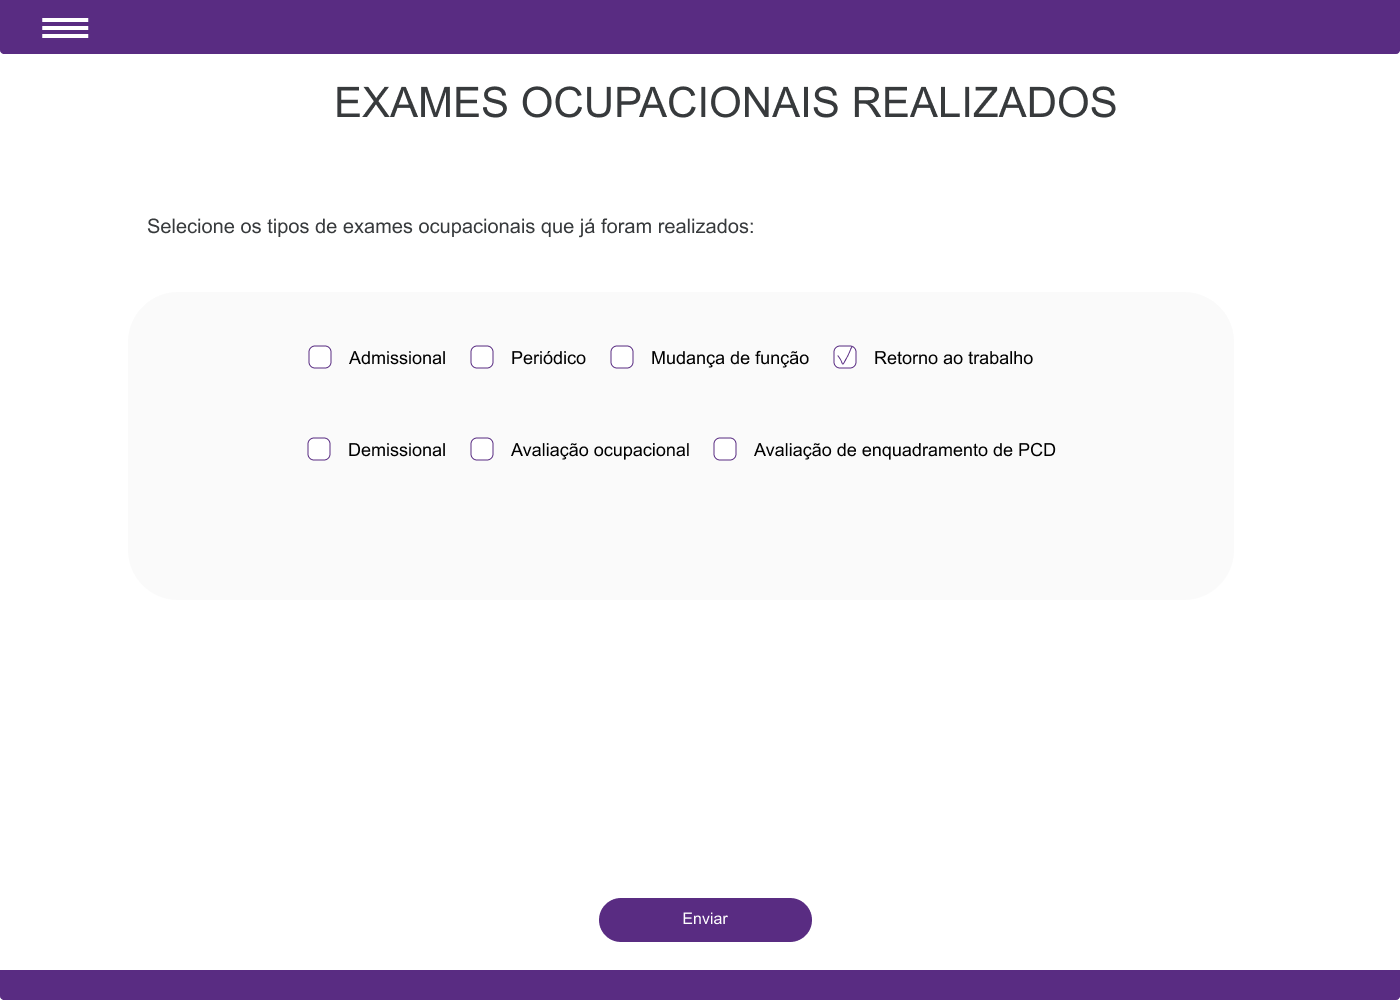 EXAMES OCUPACIONAIS REALIZADOS
Selecione os tipos de exames ocupacionais que já foram realizados:
Admissional Periódico Mudança de função Retorno ao trabalho
Demissional Avaliação ocupacional Avaliação de enquadramento de PCD
Enviar